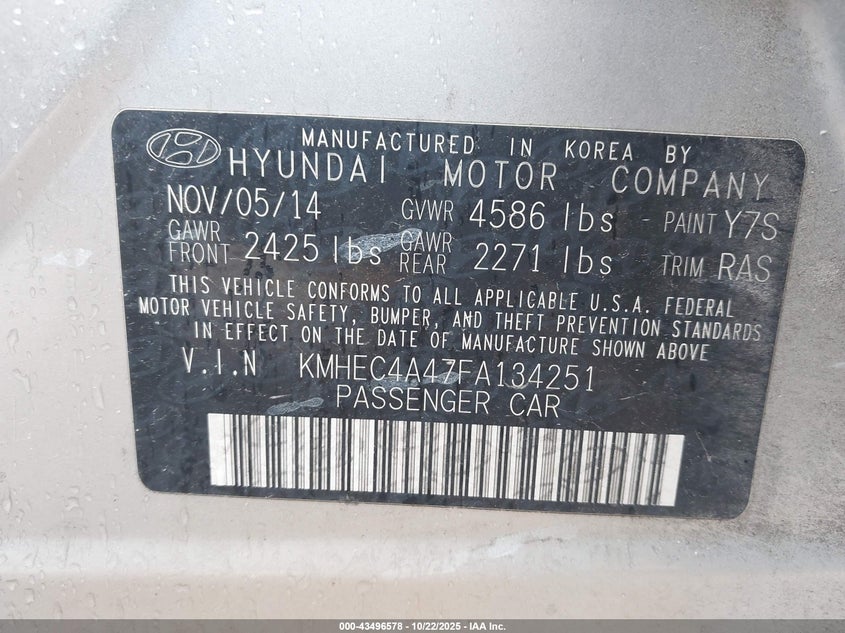 MANUFACTURED IN KOREA BY
HYUNDAI MOTOR COMPANY
NOV/05/14 GVWR 4586 lbs PAINT Y7S
GAWR FRONT 2425 lbs GAWR REAR 2271 lbs TRIM RAS
THIS VEHICLE CONFORMS TO ALL APPLICABLE U.S.A. FEDERAL
MOTOR VEHICLE SAFETY, BUMPER, AND THEFT PREVENTION STANDARDS
IN EFFECT ON THE DATE OF MANUFACTURE SHOWN ABOVE
V.I.N KMHEC4A47FA134251
PASSENGER CAR
000-43496578 | 10/22/2025 - IAA Inc.